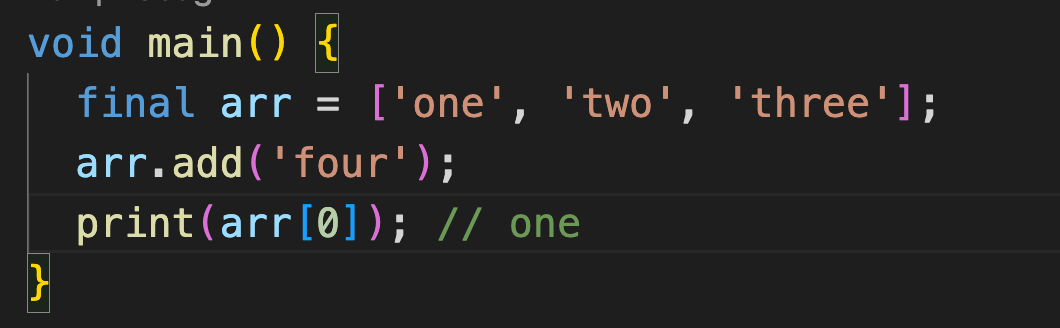 void main() {
  final arr = ['one', 'two', 'three'];
  arr.add('four');
  print(arr[0]); // one
}